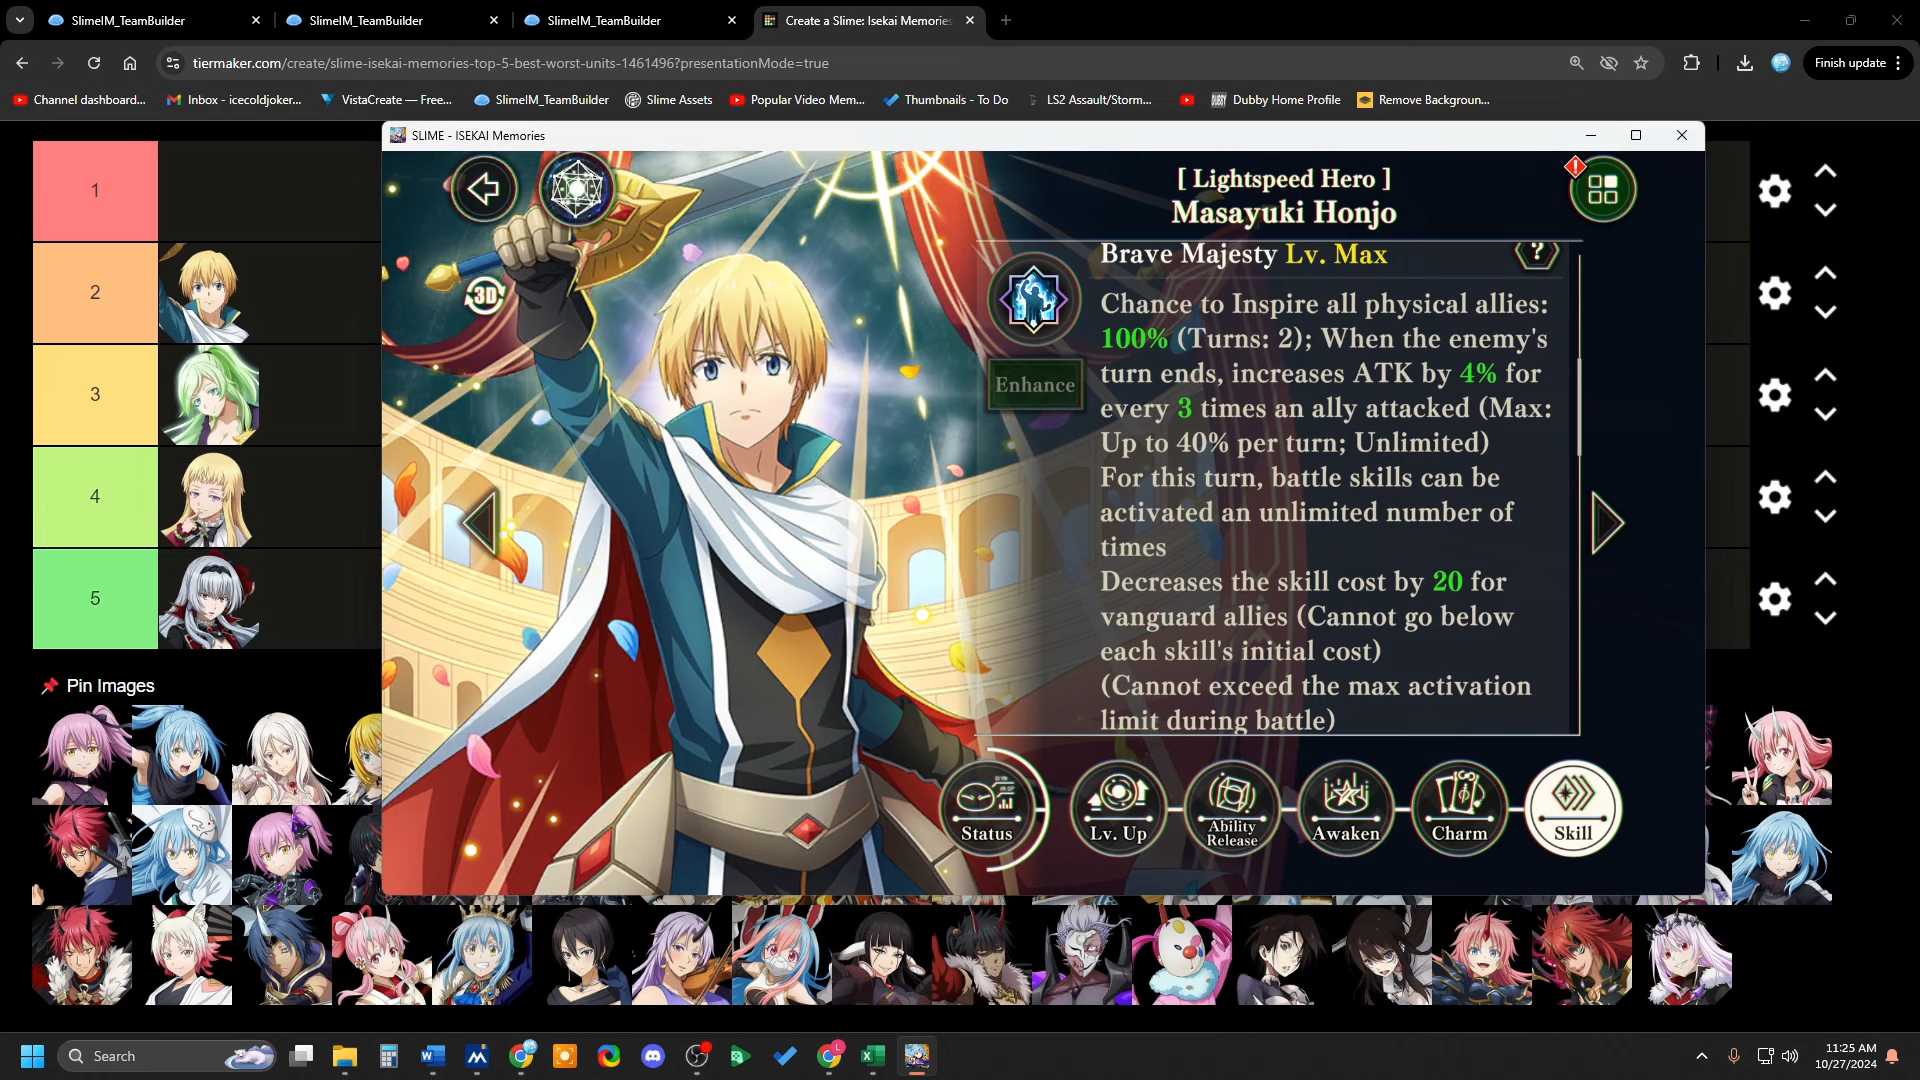 SlimeIM_TeamBuilder
SlimeIM_TeamBuilder
SlimeIM_TeamBuilder
Create a Slime: Isekai Memories
tiermaker.com/create/slime-isekai-memories-top-5-best-worst-units-1461496?presentationMode=true
Finish update
Channel dashboard...
Inbox - icecoldjoker...
VistaCreate — Free...
SlimeIM_TeamBuilder
Slime Assets
Popular Video Mem...
Thumbnails - To Do
LS2 Assault/Storm...
Dubby Home Profile
Remove Backgroun...
SLIME - ISEKAI Memories
1
2
3
4
5
3D
[ Lightspeed Hero ]
Masayuki Honjo
Brave Majesty Lv. Max
?
Enhance
Chance to Inspire all physical allies:
100% (Turns: 2); When the enemy's
turn ends, increases ATK by 4% for
every 3 times an ally attacked (Max:
Up to 40% per turn; Unlimited)
For this turn, battle skills can be
activated an unlimited number of
times
Decreases the skill cost by 20 for
vanguard allies (Cannot go below
each skill's initial cost)
(Cannot exceed the max activation
limit during battle)
Status
Lv. Up
Ability
Release
Awaken
Charm
Skill
Pin Images
Search
11:25 AM
10/27/2024